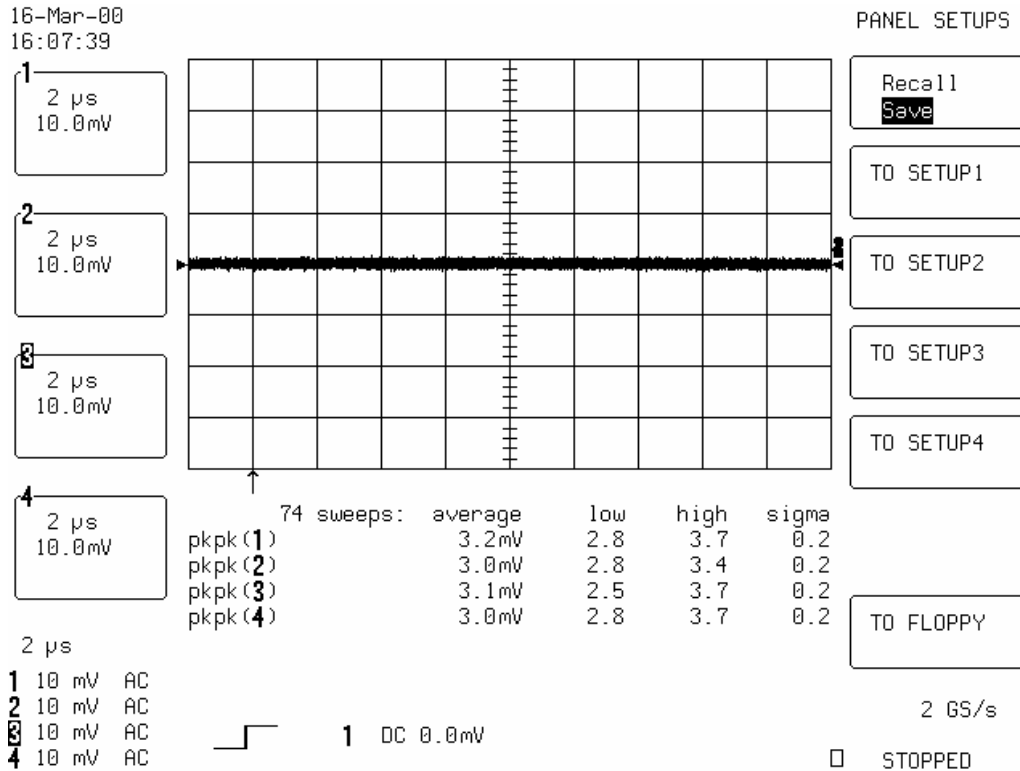 16-Mar-00
16:07:39
PANEL SETUPS
1
2 µs
10.0mV
2
2 µs
10.0mV
3
2 µs
10.0mV
4
2 µs
10.0mV
Recall
Save
TO SETUP1
TO SETUP2
TO SETUP3
TO SETUP4
TO FLOPPY
74 sweeps: average low high sigma
pkpk(1) 3.2mV 2.8 3.7 0.2
pkpk(2) 3.0mV 2.8 3.4 0.2
pkpk(3) 3.1mV 2.5 3.7 0.2
pkpk(4) 3.0mV 2.8 3.7 0.2
2 µs
1 10 mV AC
2 10 mV AC
3 10 mV AC
4 10 mV AC
1 DC 0.0mV
2 GS/s
STOPPED